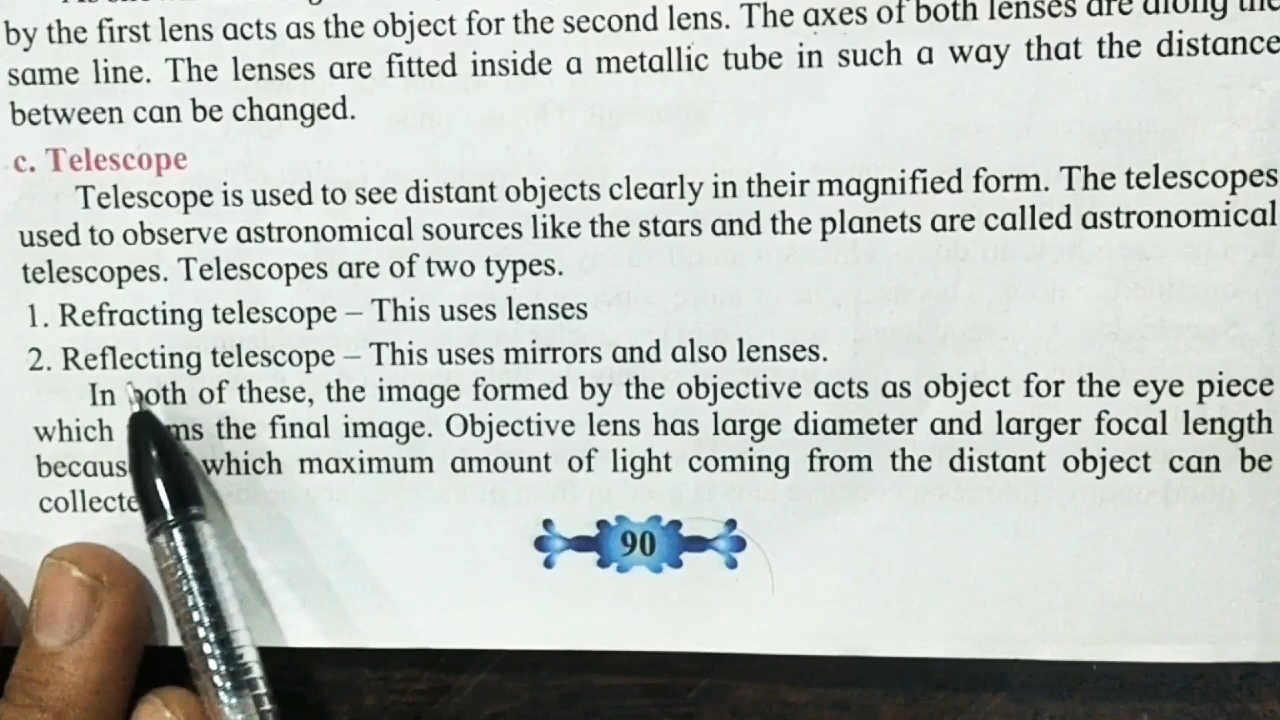 by the first lens acts as the object for the second lens. The axes of both lenses are along the
same line. The lenses are fitted inside a metallic tube in such a way that the distance
between can be changed.
c. Telescope
Telescope is used to see distant objects clearly in their magnified form. The telescopes
used to observe astronomical sources like the stars and the planets are called astronomical
telescopes. Telescopes are of two types.
1. Refracting telescope – This uses lenses
2. Reflecting telescope – This uses mirrors and also lenses.
In both of these, the image formed by the objective acts as object for the eye piece
which the final image. Objective lens has large diameter and larger focal length
which maximum amount of light coming from the distant object can be
90